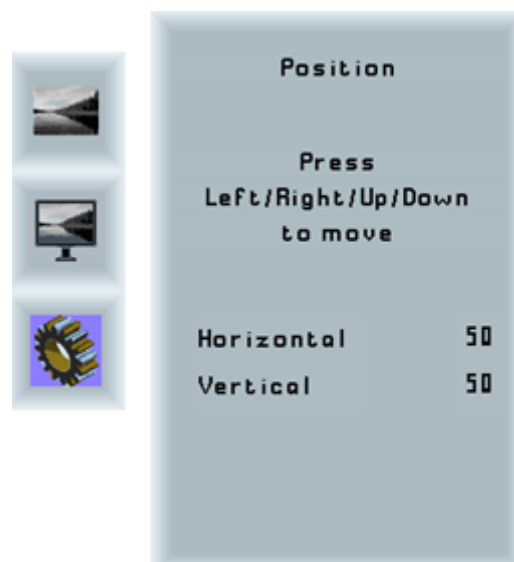 Position
Press
Left/Right/Up/Down
to move
Horizontal 50
Vertical 50